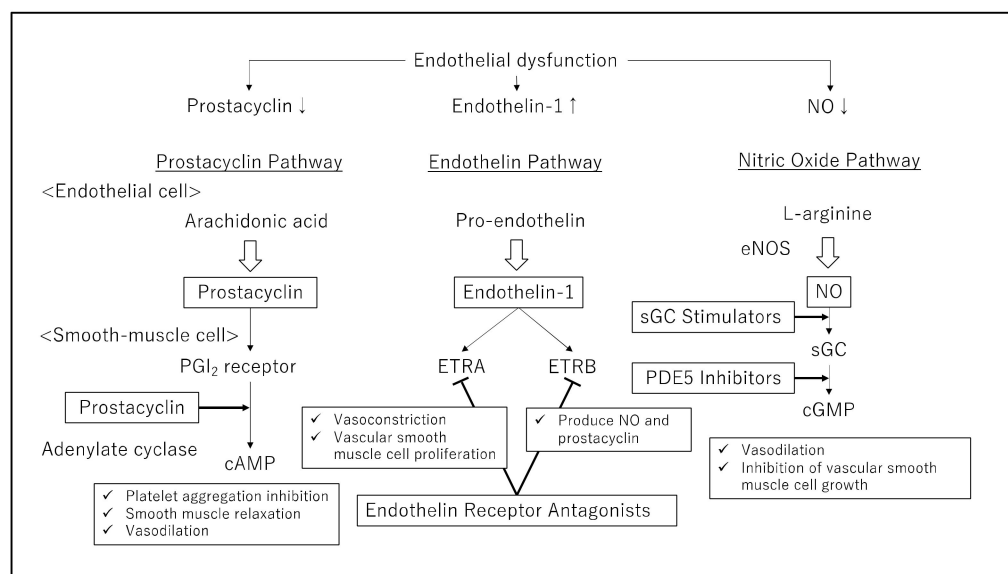 Endothelial dysfunction
Prostacyclin ↓
Endothelin-1 ↑
NO ↓
Prostacyclin Pathway
Endothelin Pathway
Nitric Oxide Pathway
<Endothelial cell>
Arachidonic acid
Pro-endothelin
L-arginine
eNOS
Prostacyclin
Endothelin-1
NO
sGC Stimulators
<Smooth-muscle cell>
sGC
PGI₂ receptor
ETRA
ETRB
PDE5 Inhibitors
cGMP
Prostacyclin
✓ Vasoconstriction
✓ Vascular smooth
muscle cell proliferation
✓ Produce NO and
prostacyclin
Adenylate cyclase
cAMP
✓ Vasodilation
✓ Inhibition of vascular smooth
muscle cell growth
✓ Platelet aggregation inhibition
✓ Smooth muscle relaxation
✓ Vasodilation
Endothelin Receptor Antagonists